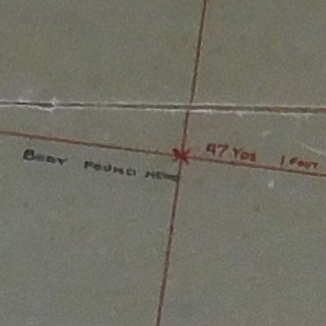 97 YDS 1 FOOT
BODY FOUND HERE